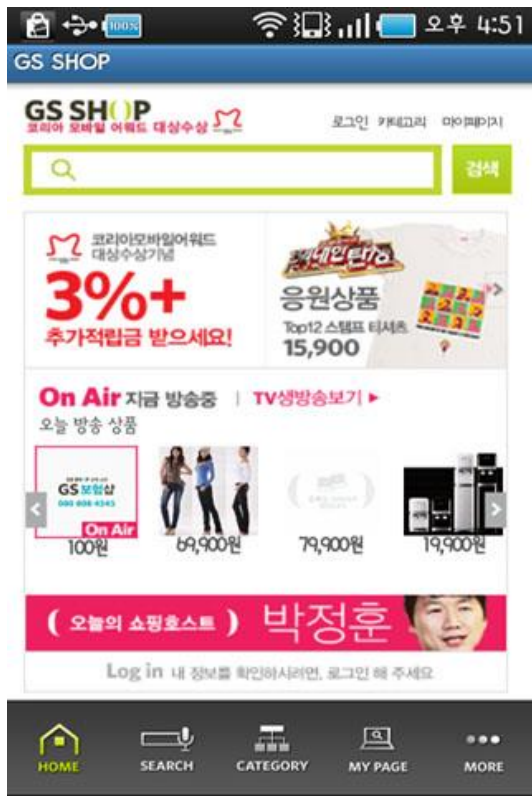 100%
오후 4:51
GS SHOP
GS SHOP
코리아 모바일 어워드 대상수상
로그인 카테고리 마이페이지
검색
코리아모바일어워드
대상수상기념
3%+
추가적립금 받으세요!
응원상품
Top12 스탬프 티셔츠
15,900
On Air 지금 방송중 | TV생방송보기 ▶
오늘 방송 상품
GS보험샵
080 808 4545
On Air
100원 69,900원 79,900원 19,900원
( 오늘의 쇼핑호스트 ) 박정훈
Log in 내 정보를 확인하시려면, 로그인 해 주세요
HOME SEARCH CATEGORY MY PAGE MORE